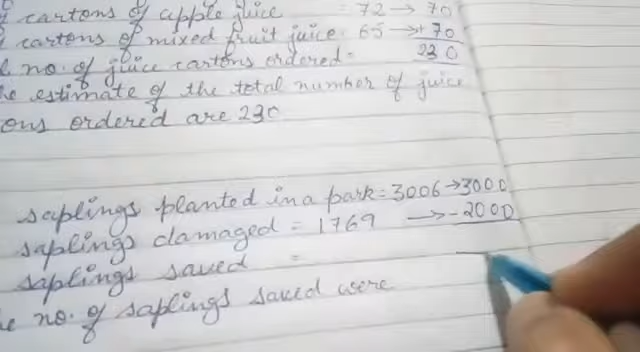 cartons of apple juice = 72 → 70
cartons of mixed fruit juice = 65 → +70
no. of juice cartons ordered = 230
estimate of the total number of juice
ons ordered are 230
saplings planted in a park = 3006 → 3000
saplings damaged = 1769 → -2000
saplings saved =
no. of saplings saved were